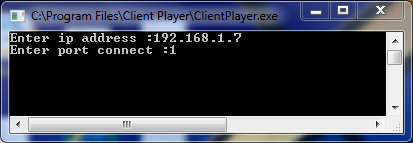 C:\Program Files\Client Player\ClientPlayer.exe
Enter ip address :192.168.1.7
Enter port connect :1